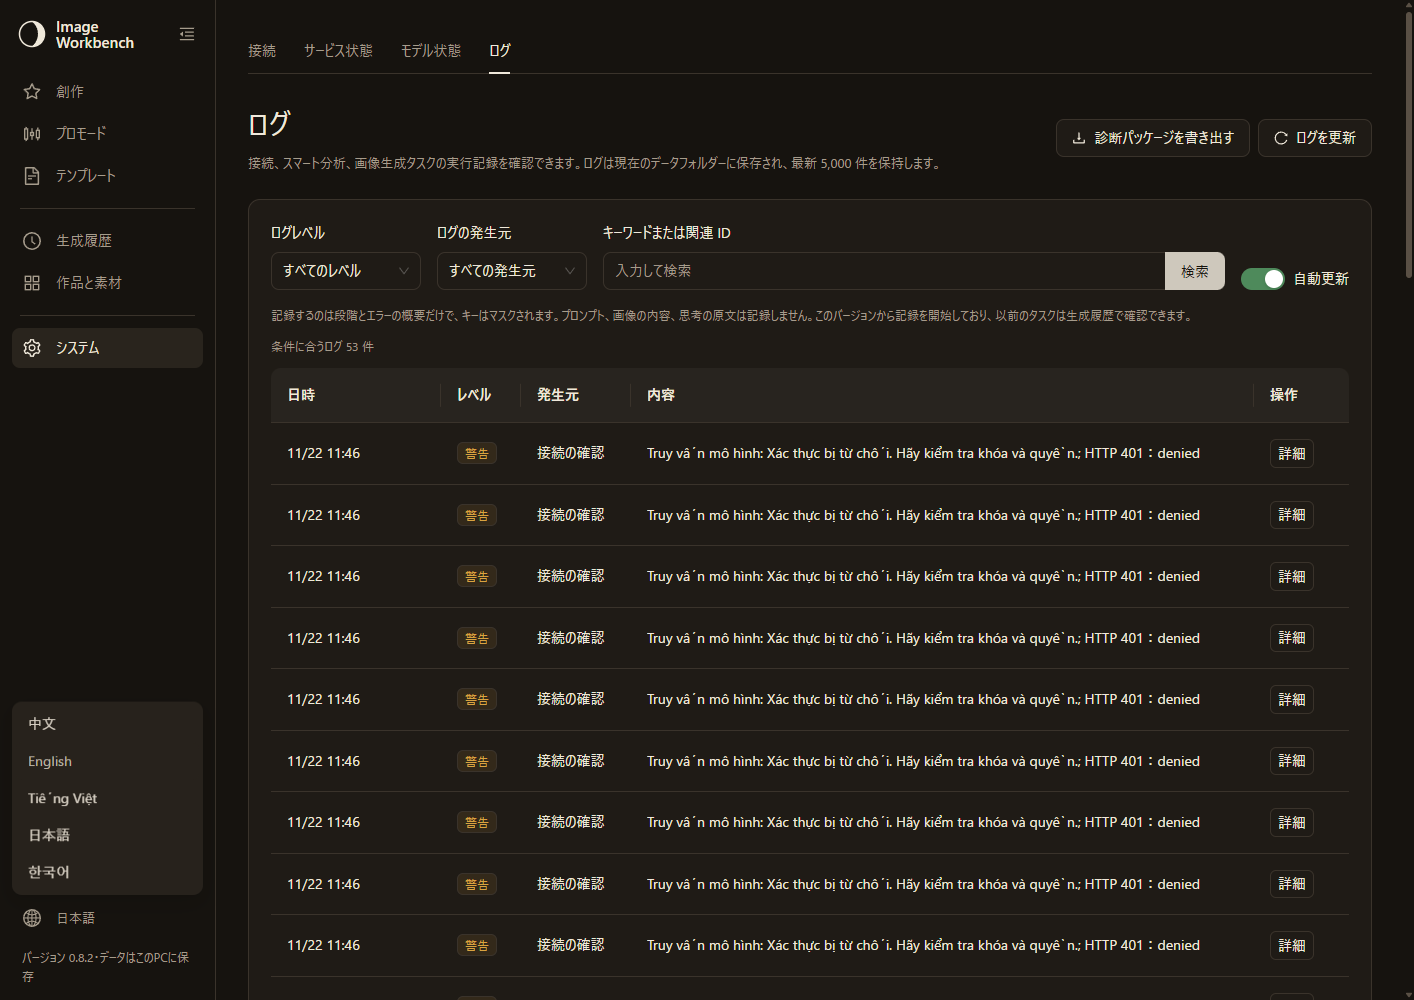 Image
Workbench
創作
プロモード
テンプレート
生成履歴
作品と素材
システム
中文
English
Tiếng Việt
日本語
한국어
日本語
バージョン 0.8.2・データはこのPCに保
存
接続 サービス状態 モデル状態 ログ
ログ
接続、スマート分析、画像生成タスクの実行記録を確認できます。ログは現在のデータフォルダーに保存され、最新 5,000 件を保持します。
診断パッケージを書き出す ログを更新
ログレベル ログの発生元 キーワードまたは関連 ID
すべてのレベル すべての発生元 入力して検索 検索 自動更新
記録するのは段階とエラーの概要だけで、キーはマスクされます。プロンプト、画像の内容、思考の原文は記録しません。このバージョンから記録を開始しており、以前のタスクは生成履歴で確認できます。
条件に合うログ 53 件
日時 レベル 発生元 内容 操作
11/22 11:46 警告 接続の確認 Truy vấn mô hình: Xác thực bị từ chối. Hãy kiểm tra khóa và quyền.; HTTP 401：denied 詳細
11/22 11:46 警告 接続の確認 Truy vấn mô hình: Xác thực bị từ chối. Hãy kiểm tra khóa và quyền.; HTTP 401：denied 詳細
11/22 11:46 警告 接続の確認 Truy vấn mô hình: Xác thực bị từ chối. Hãy kiểm tra khóa và quyền.; HTTP 401：denied 詳細
11/22 11:46 警告 接続の確認 Truy vấn mô hình: Xác thực bị từ chối. Hãy kiểm tra khóa và quyền.; HTTP 401：denied 詳細
11/22 11:46 警告 接続の確認 Truy vấn mô hình: Xác thực bị từ chối. Hãy kiểm tra khóa và quyền.; HTTP 401：denied 詳細
11/22 11:46 警告 接続の確認 Truy vấn mô hình: Xác thực bị từ chối. Hãy kiểm tra khóa và quyền.; HTTP 401：denied 詳細
11/22 11:46 警告 接続の確認 Truy vấn mô hình: Xác thực bị từ chối. Hãy kiểm tra khóa và quyền.; HTTP 401：denied 詳細
11/22 11:46 警告 接続の確認 Truy vấn mô hình: Xác thực bị từ chối. Hãy kiểm tra khóa và quyền.; HTTP 401：denied 詳細
11/22 11:46 警告 接続の確認 Truy vấn mô hình: Xác thực bị từ chối. Hãy kiểm tra khóa và quyền.; HTTP 401：denied 詳細